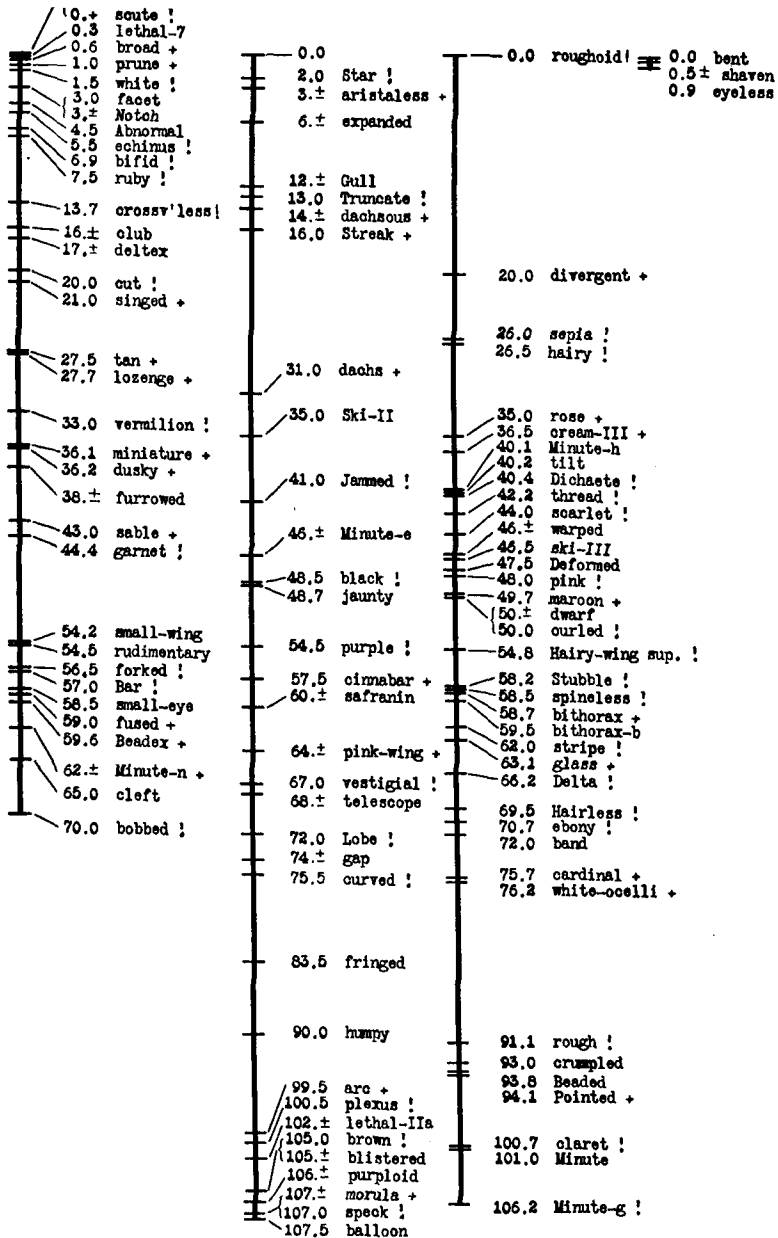 0.+ scute !
0.3 lethal-7
0.6 broad +
1.0 prune +
1.5 white !
3.0 facet
3.± Notch
4.5 Abnormal
5.5 echinus !
6.9 bifid !
7.5 ruby !
13.7 crossv'less!
16.± club
17.± deltex
20.0 cut !
21.0 singed +
27.5 tan +
27.7 lozenge +
33.0 vermilion !
36.1 miniature +
36.2 dusky +
38.± furrowed
43.0 sable +
44.4 garnet !
54.2 small-wing
54.5 rudimentary
56.5 forked !
57.0 Bar !
58.5 small-eye
59.0 fused +
59.6 Beadex +
62.± Minute-n +
65.0 cleft
70.0 bobbed !
0.0
2.0 Star !
3.± aristaless +
6.± expanded
12.± Gull
13.0 Truncate !
14.± dachsous +
16.0 Streak +
31.0 dachs +
35.0 Ski-II
41.0 Jammed !
46.± Minute-e
48.5 black !
48.7 jaunty
54.5 purple !
57.5 cinnabar +
60.± safranin
64.± pink-wing +
67.0 vestigial !
68.± telescope
72.0 Lobe !
74.± gap
75.5 curved !
83.5 fringed
90.0 humpy
99.5 arc +
100.5 plexus !
102.± lethal-IIa
105.0 brown !
105.± blistered
106.± purploid
107.± morula +
107.0 speck !
107.5 balloon
0.0 roughoid!
20.0 divergent +
26.0 sepia !
26.5 hairy !
35.0 rose +
36.5 cream-III +
40.1 Minute-h
40.2 tilt
40.4 Dichaete !
42.2 thread !
44.0 scarlet !
46.± warped
46.5 ski-III
47.5 Deformed
48.0 pink !
49.7 maroon +
50.± dwarf
50.0 curled !
54.8 Hairy-wing sup. !
58.2 Stubble !
58.5 spineless !
58.7 bithorax +
59.5 bithorax-b
62.0 stripe !
63.1 glass +
66.2 Delta !
69.5 Hairless !
70.7 ebony !
72.0 band
75.7 cardinal +
76.2 white-ocelli +
91.1 rough !
93.0 crumpled
93.8 Beaded
94.1 Pointed +
100.7 claret !
101.0 Minute
106.2 Minute-g !
0.0 bent
0.5± shaven
0.9 eyeless